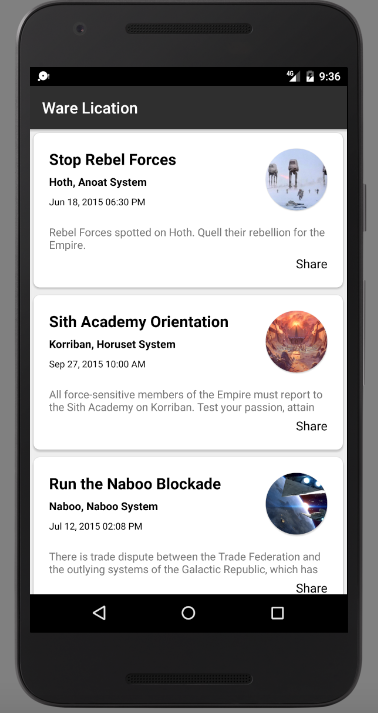 4G 9:36
Ware Lication
Stop Rebel Forces
Hoth, Anoat System
Jun 18, 2015 06:30 PM
Rebel Forces spotted on Hoth. Quell their rebellion for the
Empire.
Share
Sith Academy Orientation
Korriban, Horuset System
Sep 27, 2015 10:00 AM
All force-sensitive members of the Empire must report to
the Sith Academy on Korriban. Test your passion, attain
Share
Run the Naboo Blockade
Naboo, Naboo System
Jul 12, 2015 02:08 PM
There is trade dispute between the Trade Federation and
the outlying systems of the Galactic Republic, which has
Share